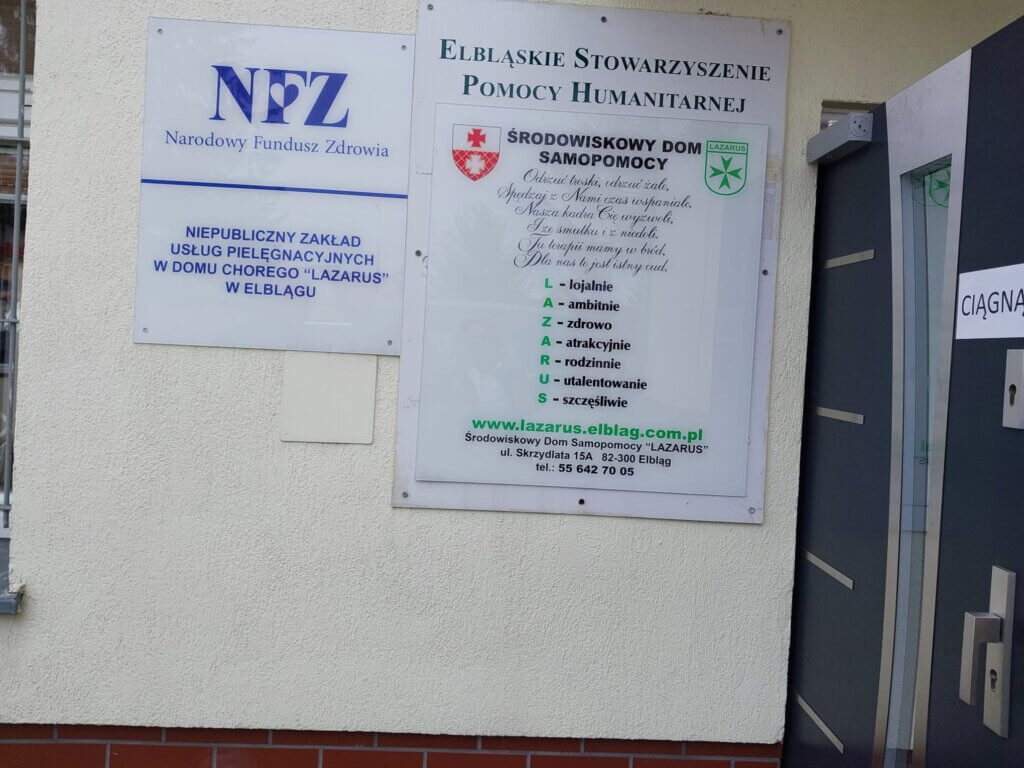 NFZ
Narodowy Fundusz Zdrowia
NIEPUBLICZNY ZAKŁAD
USŁUG PIELĘGNACYJNYCH
W DOMU CHOREGO "LAZARUS"
W ELBLĄGU
ELBLĄSKIE STOWARZYSZENIE
POMOCY HUMANITARNEJ
ŚRODOWISKOWY DOM
SAMOPOMOCY
LAZARUS
Odrzuć troski, odrzuć żale,
Spędzaj z Nami czas wspaniale.
Nasza kadra Cię wyzwoli,
I ze smutku i z niedoli.
Tu terapii mamy w bród,
Dla nas to jest istny cud.
L - lojalnie
A - ambitnie
Z - zdrowo
A - atrakcyjnie
R - rodzinnie
U - utalentowanie
S - szczęśliwie
www.lazarus.elblag.com.pl
Środowiskowy Dom Samopomocy "LAZARUS"
ul. Skrzydlata 15A 82-300 Elbląg
tel.: 55 642 70 05
CIĄGNĄ